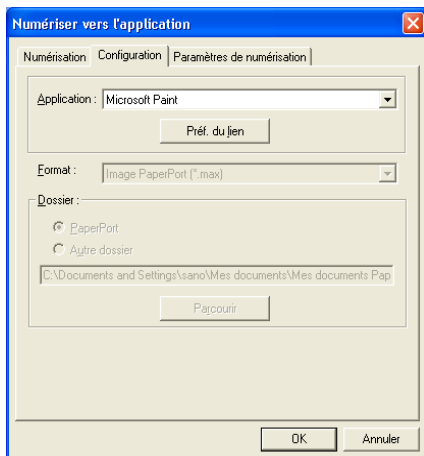 Numériser vers l'application
Numérisation Configuration Paramètres de numérisation
Application : Microsoft Paint
Préf. du lien
Format : Image PaperPort (*.max)
Dossier :
PaperPort
Autre dossier
C:\Documents and Settings\sano\Mes documents\Mes documents Pap
Parcourir
OK Annuler